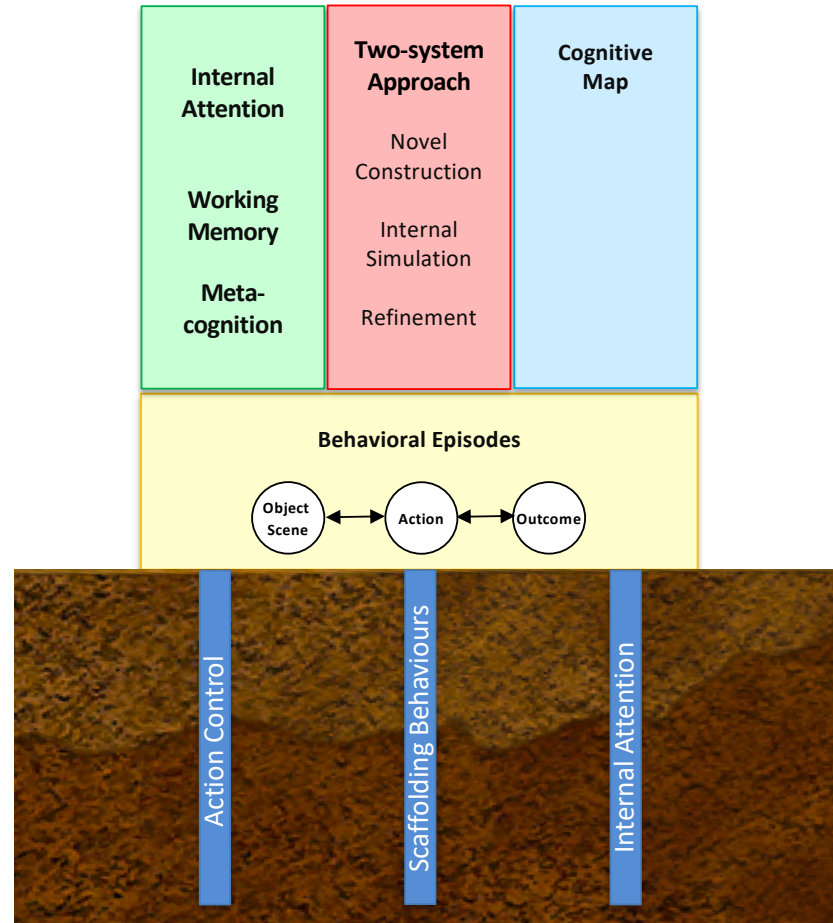 Internal
Attention
Working
Memory
Meta-
cognition
Two-system
Approach
Novel
Construction
Internal
Simulation
Refinement
Cognitive
Map
Behavioral Episodes
Object
Scene
Action
Outcome
Action Control
Scaffolding Behaviours
Internal Attention